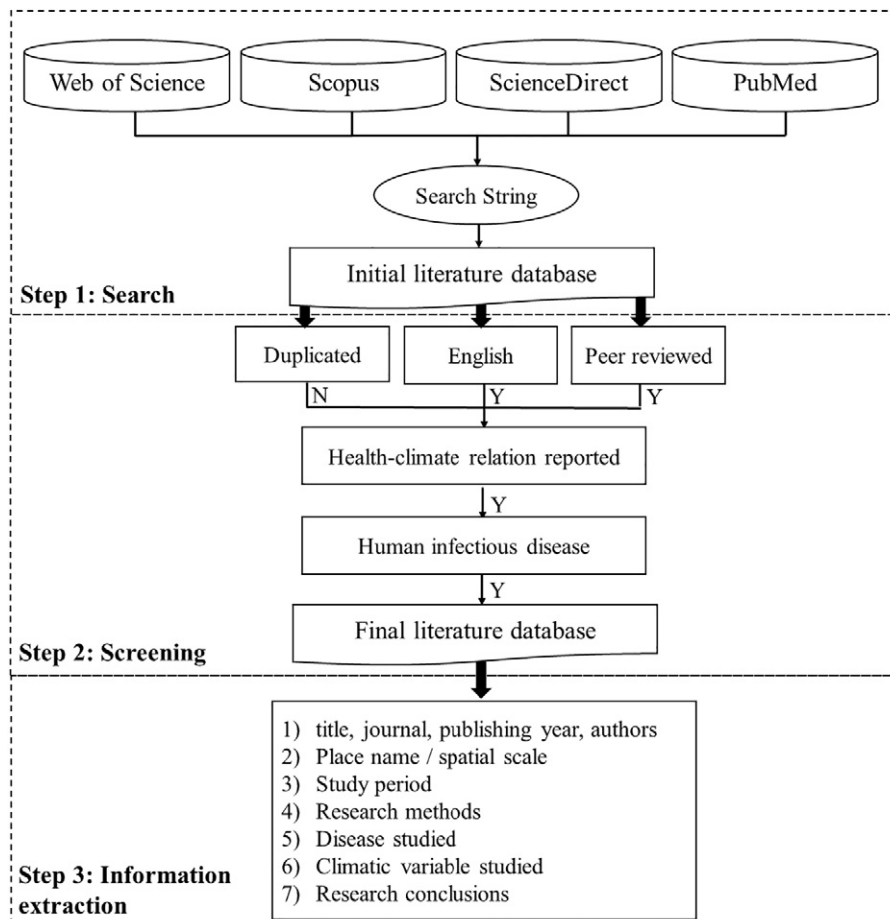 Web of Science
Scopus
ScienceDirect
PubMed
Search String
Initial literature database
Step 1: Search
Duplicated
English
Peer reviewed
N
Y
Y
Health-climate relation reported
Y
Human infectious disease
Y
Final literature database
Step 2: Screening
1) title, journal, publishing year, authors
2) Place name / spatial scale
3) Study period
4) Research methods
5) Disease studied
6) Climatic variable studied
7) Research conclusions
Step 3: Information
extraction